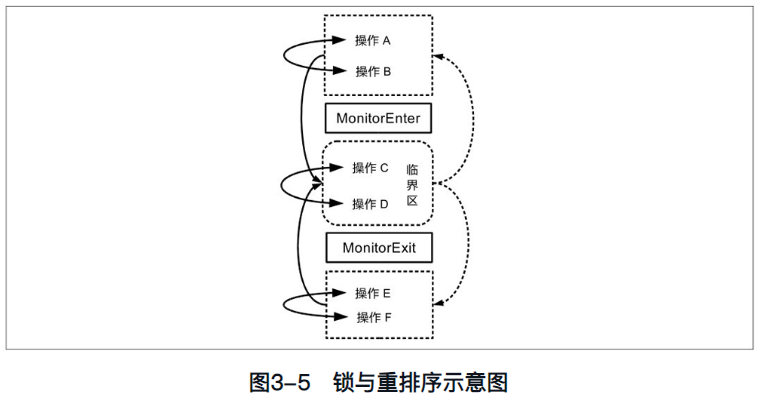 操作 A
操作 B
MonitorEnter
操作 C
临界区
操作 D
MonitorExit
操作 E
操作 F
图3–5 锁与重排序示意图